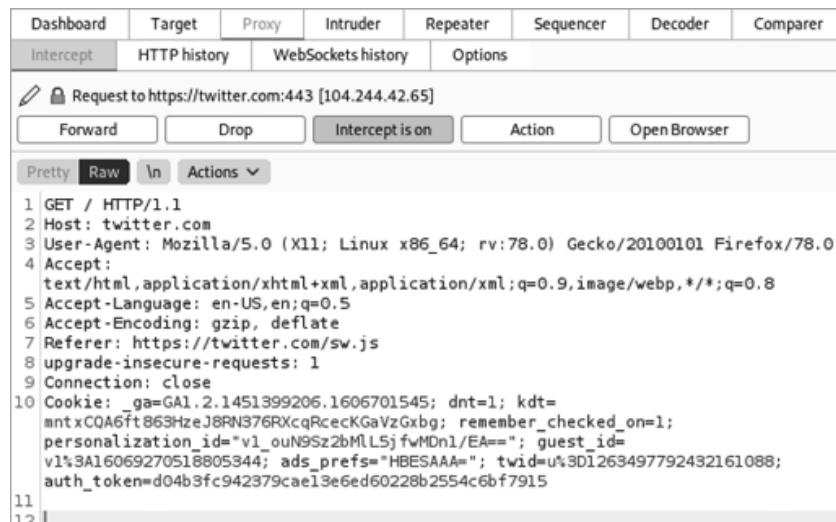 Dashboard Target Proxy Intruder Repeater Sequencer Decoder Comparer
Intercept HTTP history WebSockets history Options
Request to https://twitter.com:443 [104.244.42.65]
Forward Drop Intercept is on Action Open Browser
Pretty Raw \n Actions
1 GET / HTTP/1.1
2 Host: twitter.com
3 User-Agent: Mozilla/5.0 (X11; Linux x86_64; rv:78.0) Gecko/20100101 Firefox/78.0
4 Accept:
text/html,application/xhtml+xml,application/xml;q=0.9,image/webp,*/*;q=0.8
5 Accept-Language: en-US,en;q=0.5
6 Accept-Encoding: gzip, deflate
7 Referer: https://twitter.com/sw.js
8 upgrade-insecure-requests: 1
9 Connection: close
10 Cookie: _ga=GA1.2.1451399206.1606701545; dnt=1; kdt=
mntxCQA6ft863HzeJ8RN376RXcqRcecKGaVzGxbg; remember_checked_on=1;
personalization_id="v1_ouN9Sz2bMlL5jfwMDn1/EA=="; guest_id=
v1%3A160692705188053​44; ads_prefs="HBESAAA="; twid=u%3D1263497792432161088;
auth_token=d04b3fc942379cae13e6ed60228b2554c6bf7915
11
12